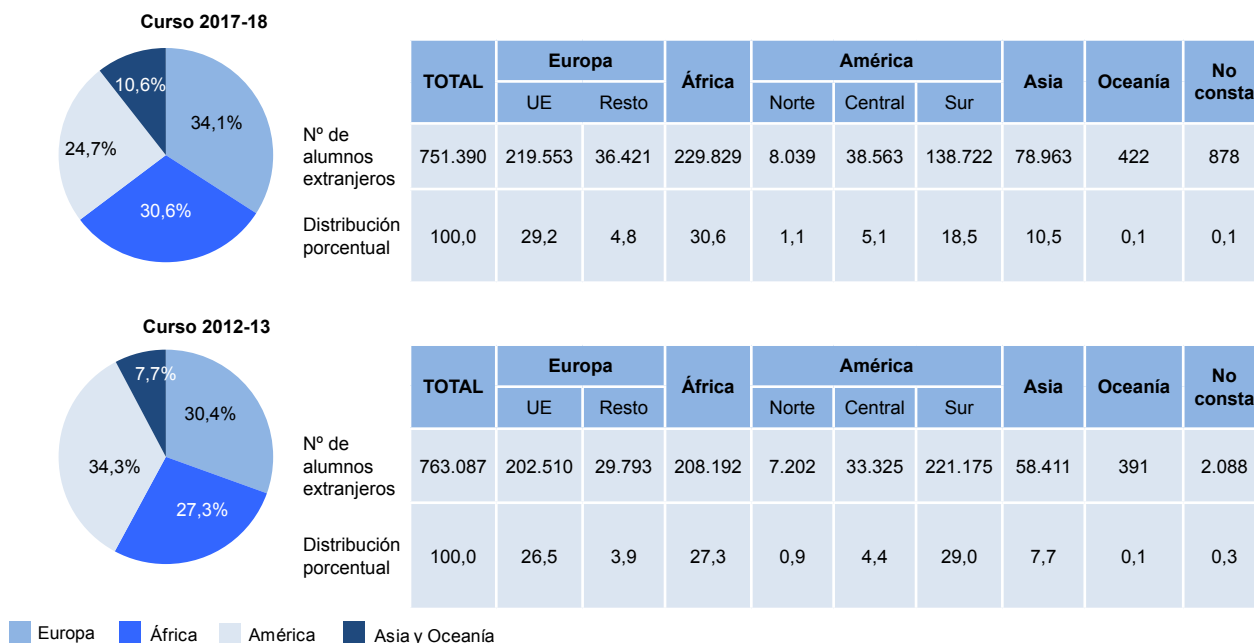 Curso 2017-18
10,6%
34,1%
24,7%
30,6%
TOTAL Europa África América Asia Oceanía No consta
UE Resto Norte Central Sur
Nº de alumnos extranjeros 751.390 219.553 36.421 229.829 8.039 38.563 138.722 78.963 422 878
Distribución porcentual 100,0 29,2 4,8 30,6 1,1 5,1 18,5 10,5 0,1 0,1
Curso 2012-13
7,7%
30,4%
34,3%
27,3%
TOTAL Europa África América Asia Oceanía No consta
UE Resto Norte Central Sur
Nº de alumnos extranjeros 763.087 202.510 29.793 208.192 7.202 33.325 221.175 58.411 391 2.088
Distribución porcentual 100,0 26,5 3,9 27,3 0,9 4,4 29,0 7,7 0,1 0,3
Europa África América Asia y Oceanía